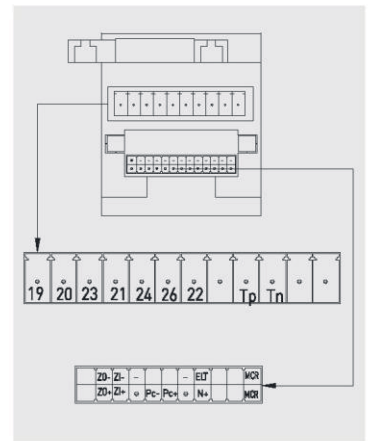 19 20 23 21 24 26 22 Tp Tn
Z0- ZI- - - ELT MCR
Z0+ ZI+ Pc- Pc+ N+ MCR